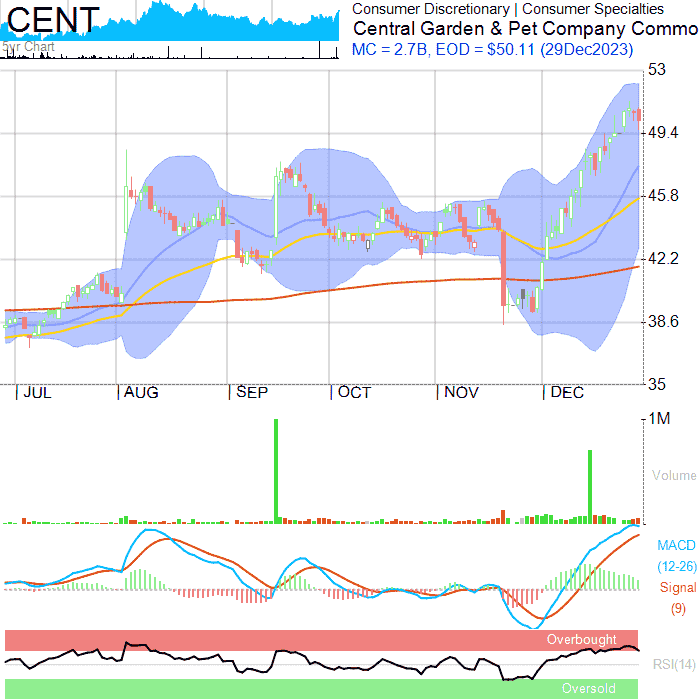 CENT
5yr Chart
Consumer Discretionary | Consumer Specialties
Central Garden & Pet Company Commo
MC = 2.7B, EOD = $50.11 (29Dec2023)
53
49.4
45.8
42.2
38.6
35
JUL
AUG
SEP
OCT
NOV
DEC
1M
Volume
MACD
(12-26)
Signal
(9)
Overbought
RSI(14)
Oversold